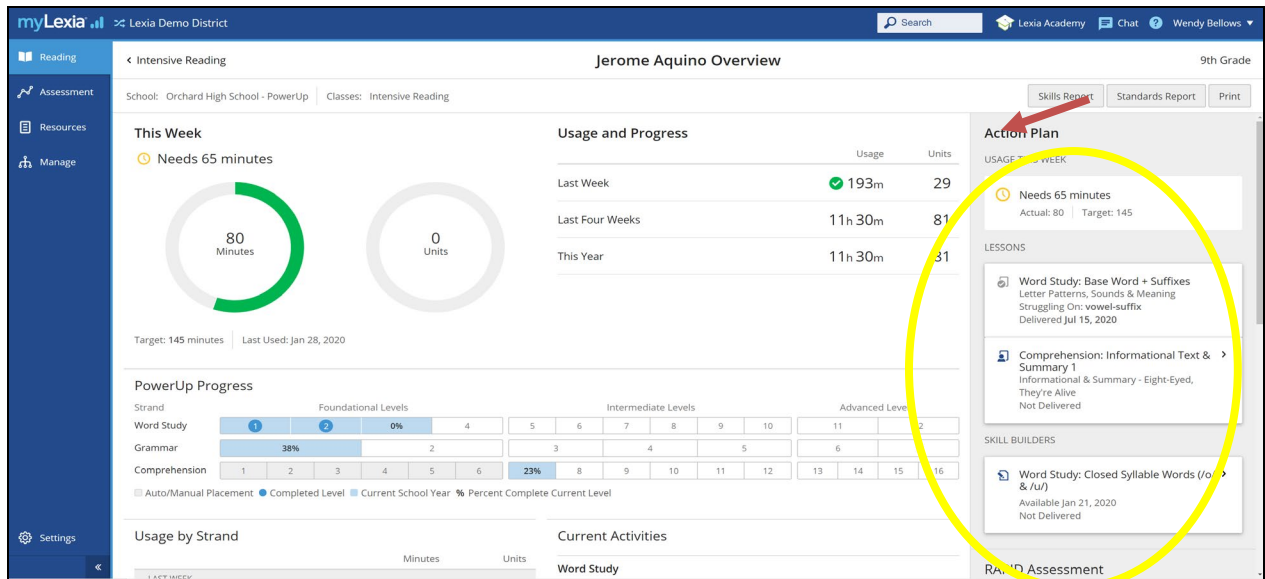 myLexia Lexia Demo District Search Lexia Academy Chat ? Wendy Bellows
Reading
Assessment
Resources
Manage
Settings
«
‹ Intensive Reading Jerome Aquino Overview 9th Grade
School: Orchard High School - PowerUp Classes: Intensive Reading Skills Report Standards Report Print
This Week
Needs 65 minutes
80
Minutes
0
Units
Target: 145 minutes Last Used: Jan 28, 2020
Usage and Progress
Usage Units
Last Week 193m 29
Last Four Weeks 11h 30m 81
This Year 11h 30m 81
PowerUp Progress
Strand Foundational Levels Intermediate Levels Advanced Levels
Word Study 1 2 0% 4 5 6 7 8 9 10 11
Grammar 38% 2 3 4 5 6
Comprehension 1 2 3 4 5 6 23% 8 9 10 11 12 13 14 15 16
Auto/Manual Placement Completed Level Current School Year % Percent Complete Current Level
Usage by Strand
Minutes Units
LAST WEEK
Current Activities
Word Study
Action Plan
USAGE THIS WEEK
Needs 65 minutes
Actual: 80 Target: 145
LESSONS
Word Study: Base Word + Suffixes
Letter Patterns, Sounds & Meaning
Struggling On: vowel-suffix
Delivered Jul 15, 2020
Comprehension: Informational Text & ›
Summary 1
Informational & Summary - Eight-Eyed,
They're Alive
Not Delivered
SKILL BUILDERS
Word Study: Closed Syllable Words (/o/ ›
& /u/)
Available Jan 21, 2020
Not Delivered
RAPID Assessment